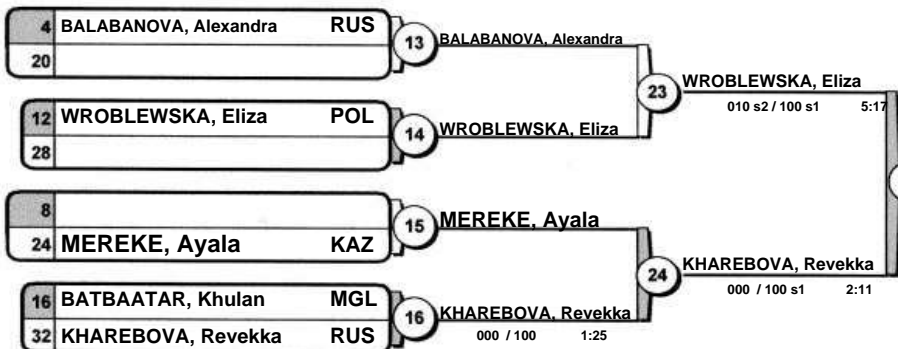 4 BALABANOVA, Alexandra RUS
20
13
BALABANOVA, Alexandra
12 WROBLEWSKA, Eliza POL
28
14
WROBLEWSKA, Eliza
23
WROBLEWSKA, Eliza
010 s2 / 100 s1 5:17
8
24 MEREKE, Ayala KAZ
15
MEREKE, Ayala
16 BATBAATAR, Khulan MGL
32 KHAREBOVA, Revekka RUS
16
KHAREBOVA, Revekka
000 / 100 1:25
24
KHAREBOVA, Revekka
000 / 100 s1 2:11